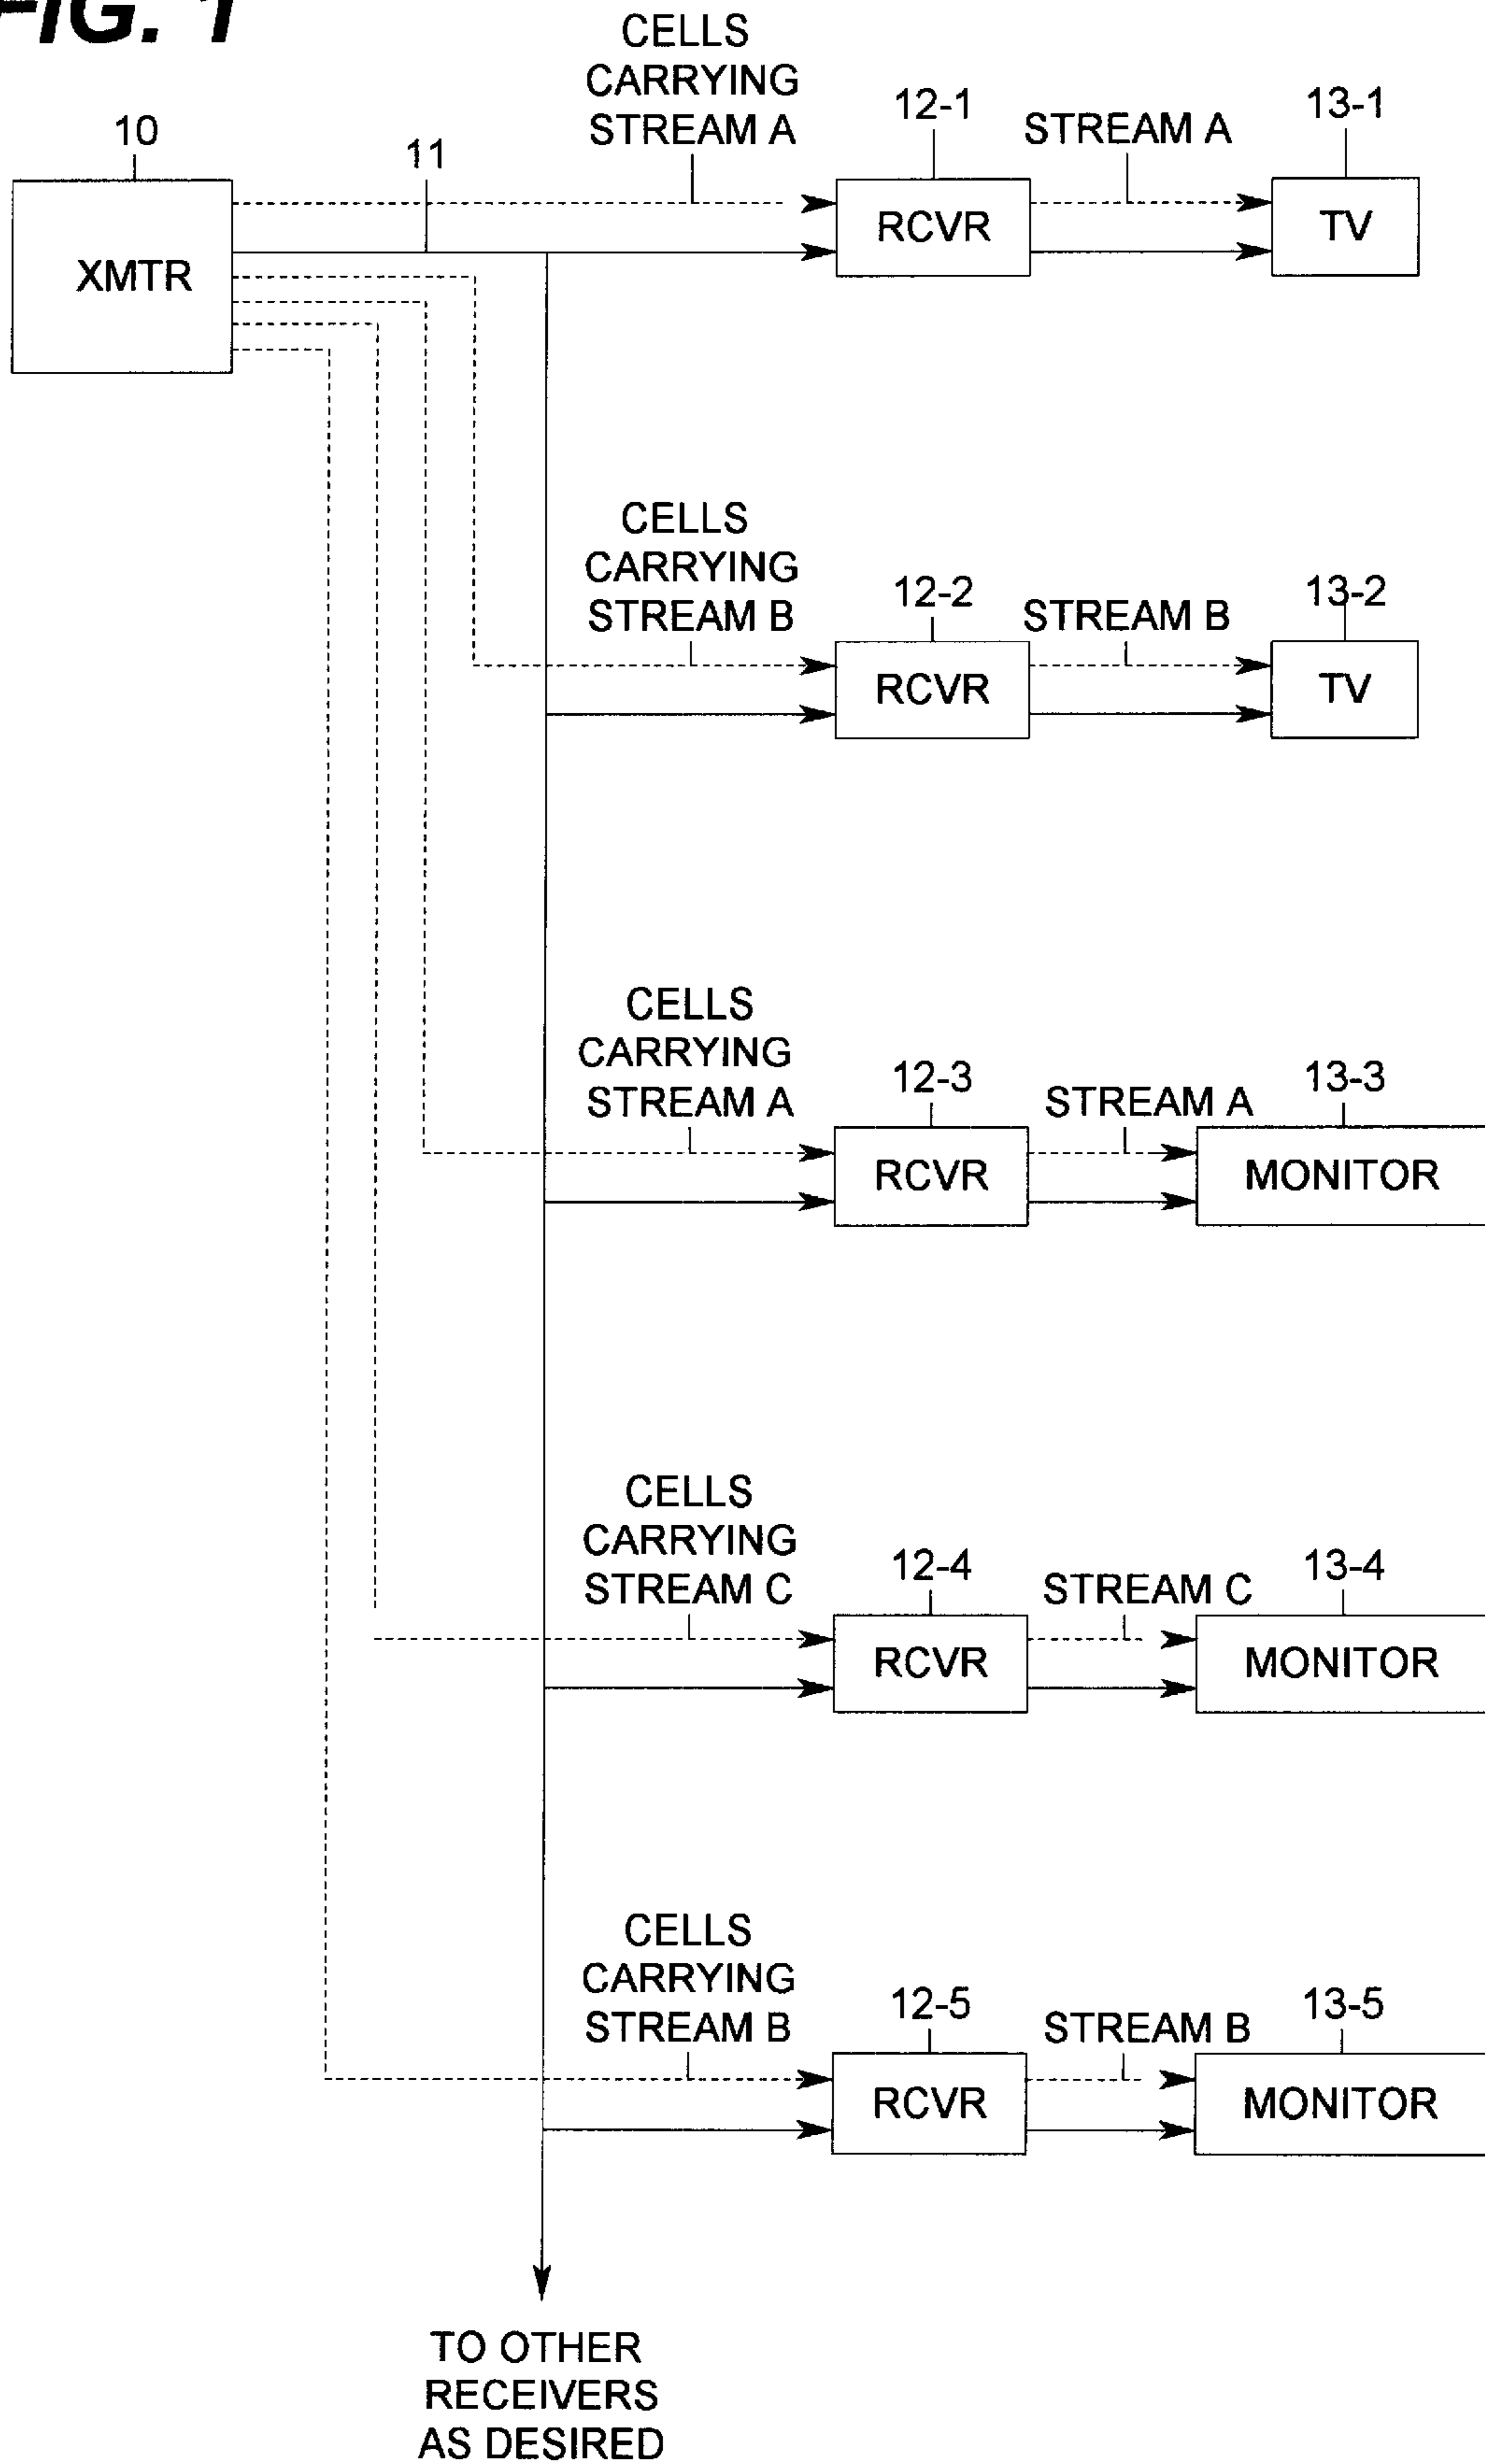 FIG. 1
CELLS
CARRYING
STREAM A
10
11
12-1
STREAM A
13-1
XMTR
RCVR
TV
CELLS
CARRYING
STREAM B
12-2
STREAM B
13-2
RCVR
TV
CELLS
CARRYING
STREAM A
12-3
STREAM A
13-3
RCVR
MONITOR
CELLS
CARRYING
STREAM C
12-4
STREAM C
13-4
RCVR
MONITOR
CELLS
CARRYING
STREAM B
12-5
STREAM B
13-5
RCVR
MONITOR
TO OTHER
RECEIVERS
AS DESIRED